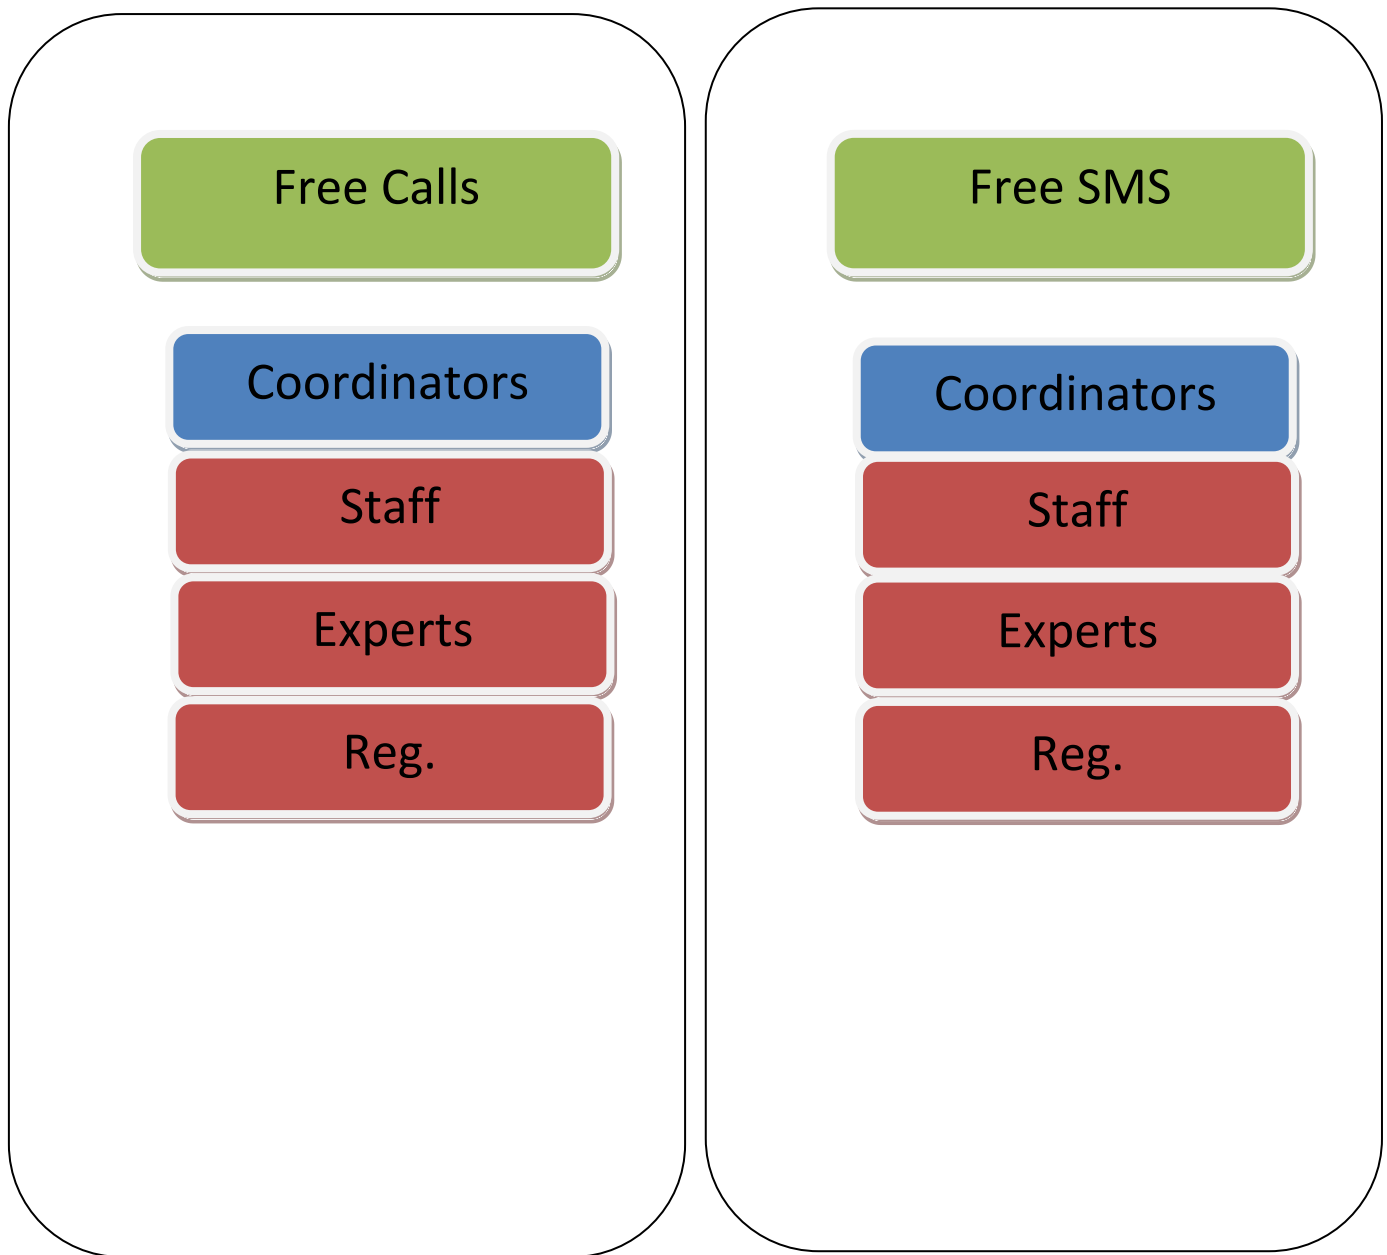 Free Calls
Coordinators
Staff
Experts
Reg.
Free SMS
Coordinators
Staff
Experts
Reg.